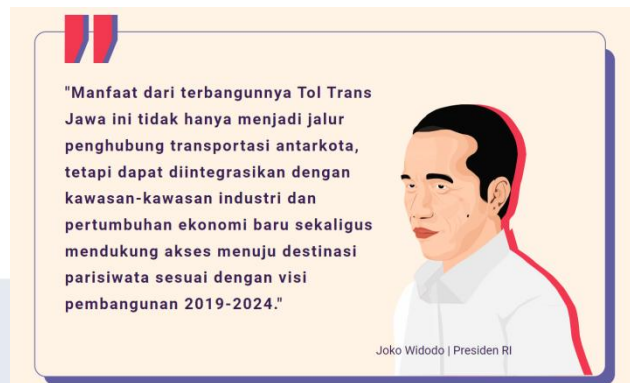 "Manfaat dari terbangunnya Tol Trans
Jawa ini tidak hanya menjadi jalur
penghubung transportasi antarkota,
tetapi dapat diintegrasikan dengan
kawasan-kawasan industri dan
pertumbuhan ekonomi baru sekaligus
mendukung akses menuju destinasi
parisiwata sesuai dengan visi
pembangunan 2019-2024."
Joko Widodo | Presiden RI